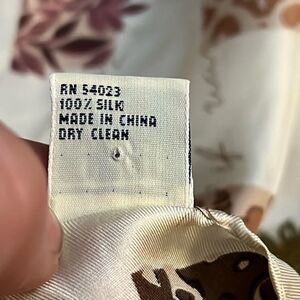 RN 54023
100% SILK
MADE IN CHINA
DRY CLEAN